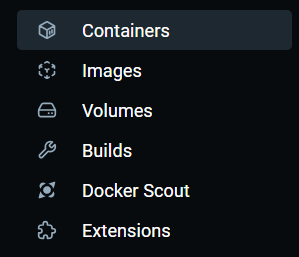 Containers
Images
Volumes
Builds
Docker Scout
Extensions